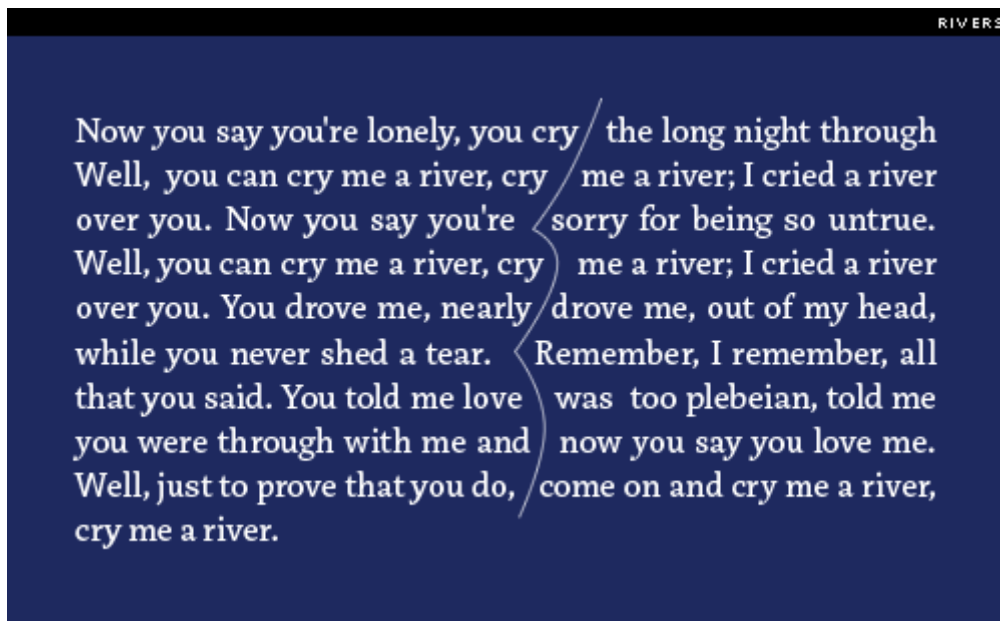 RIVERS
Now you say you're lonely, you cry the long night through
Well, you can cry me a river, cry me a river; I cried a river
over you. Now you say you're sorry for being so untrue.
Well, you can cry me a river, cry me a river; I cried a river
over you. You drove me, nearly drove me, out of my head,
while you never shed a tear. Remember, I remember, all
that you said. You told me love was too plebeian, told me
you were through with me and now you say you love me.
Well, just to prove that you do, come on and cry me a river,
cry me a river.